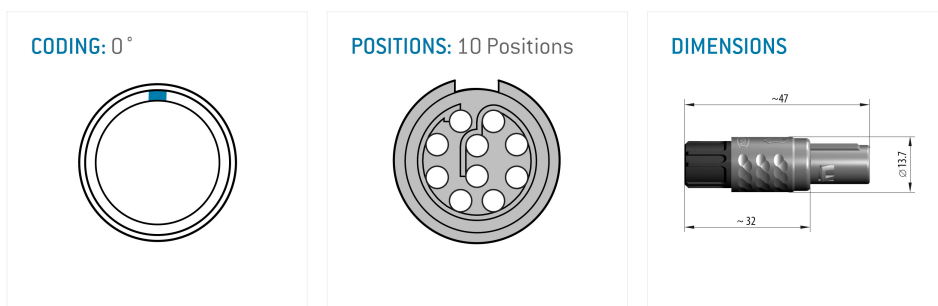 CODING: 0°
POSITIONS: 10 Positions
DIMENSIONS
~47
⌀13.7
~ 32